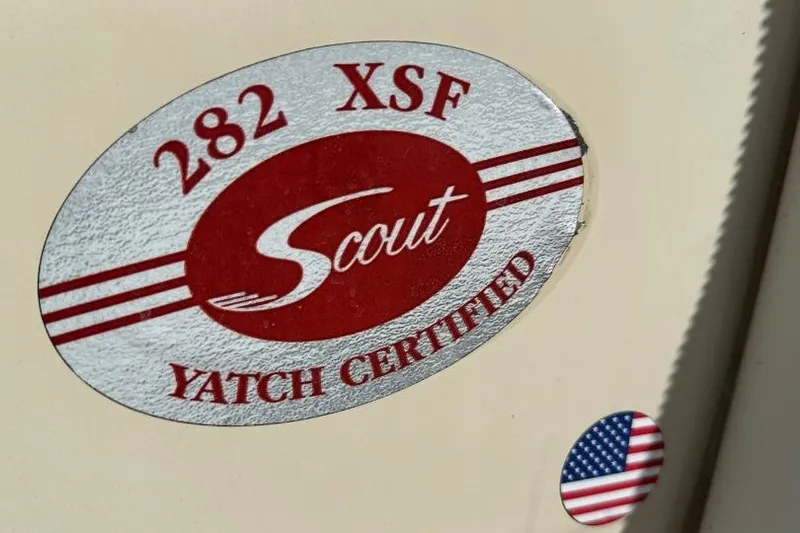 282 XSF
Scout
YATCH CERTIFIED